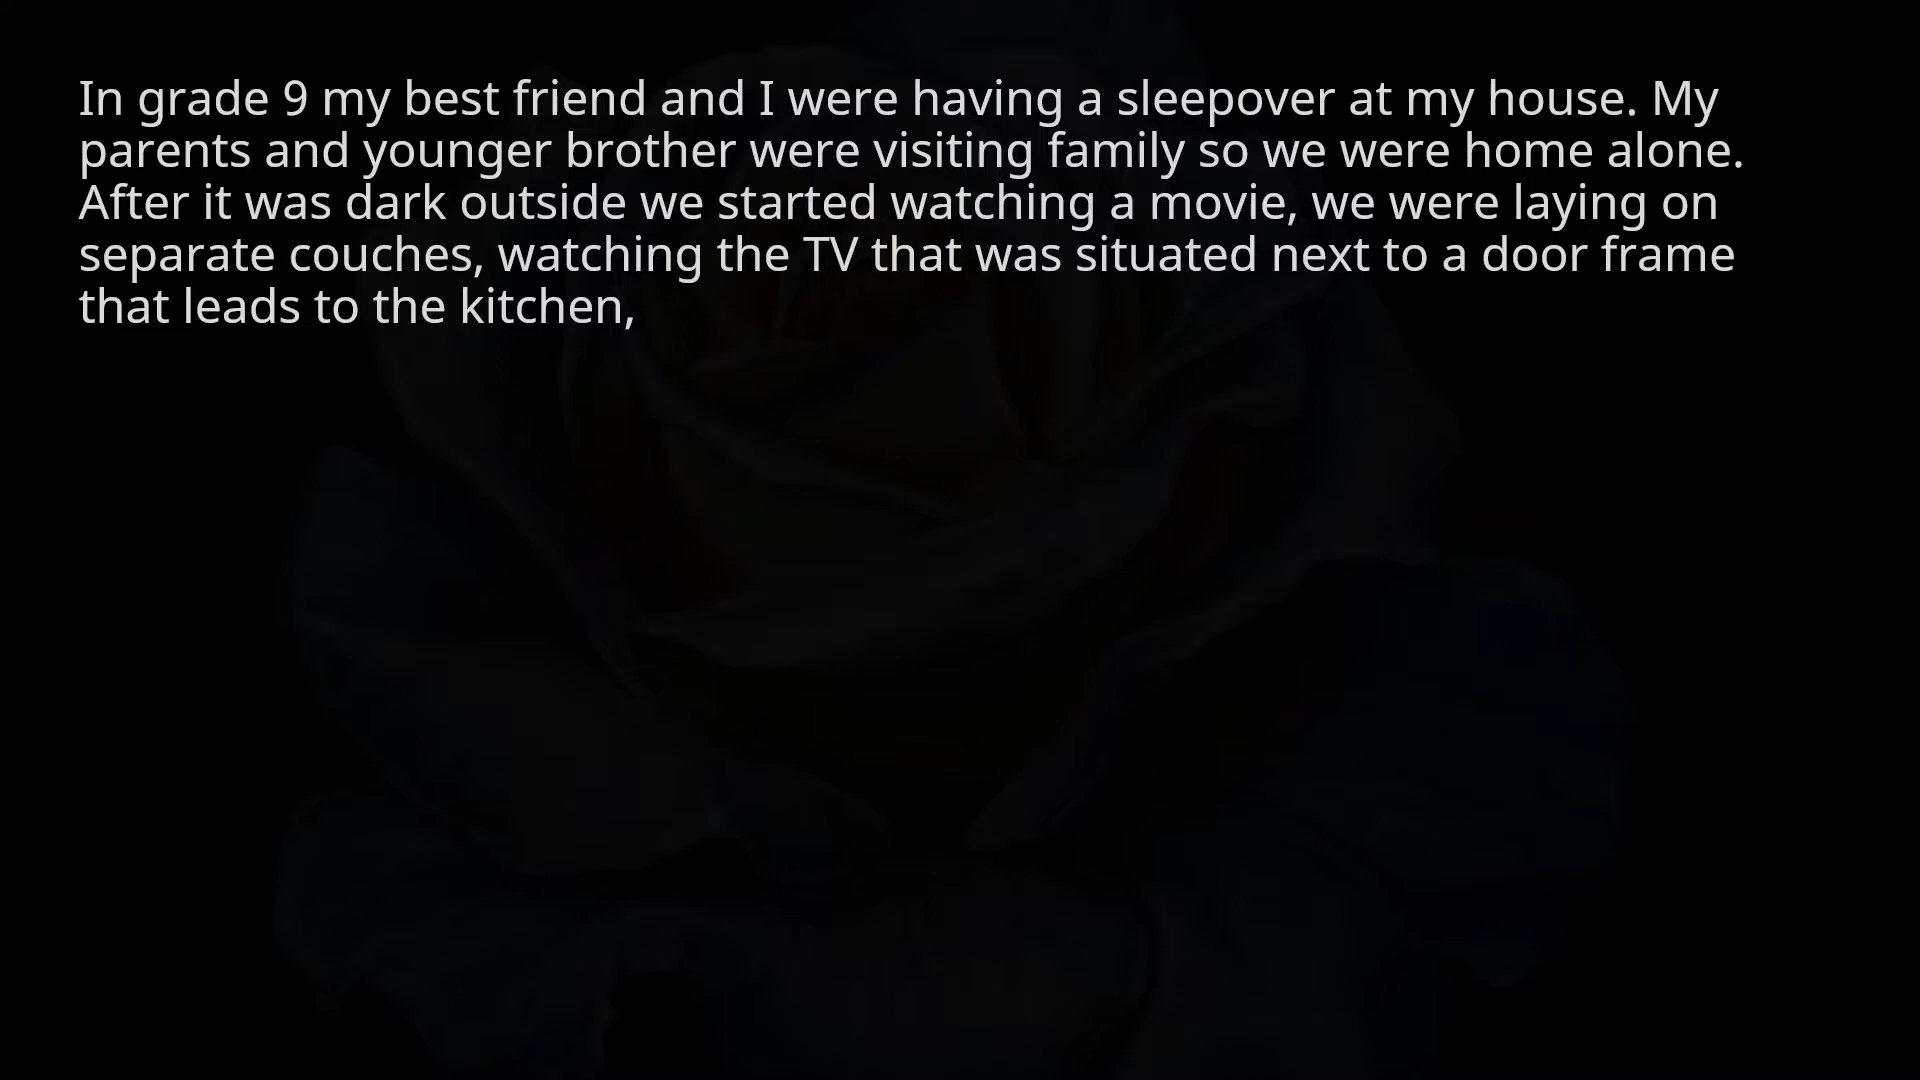 In grade 9 my best friend and I were having a sleepover at my house. My
parents and younger brother were visiting family so we were home alone.
After it was dark outside we started watching a movie, we were laying on
separate couches, watching the TV that was situated next to a door frame
that leads to the kitchen,